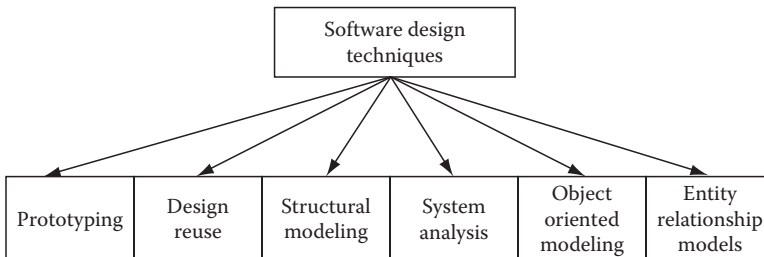 Software design
techniques
Prototyping
Design
reuse
Structural
modeling
System
analysis
Object
oriented
modeling
Entity
relationship
models